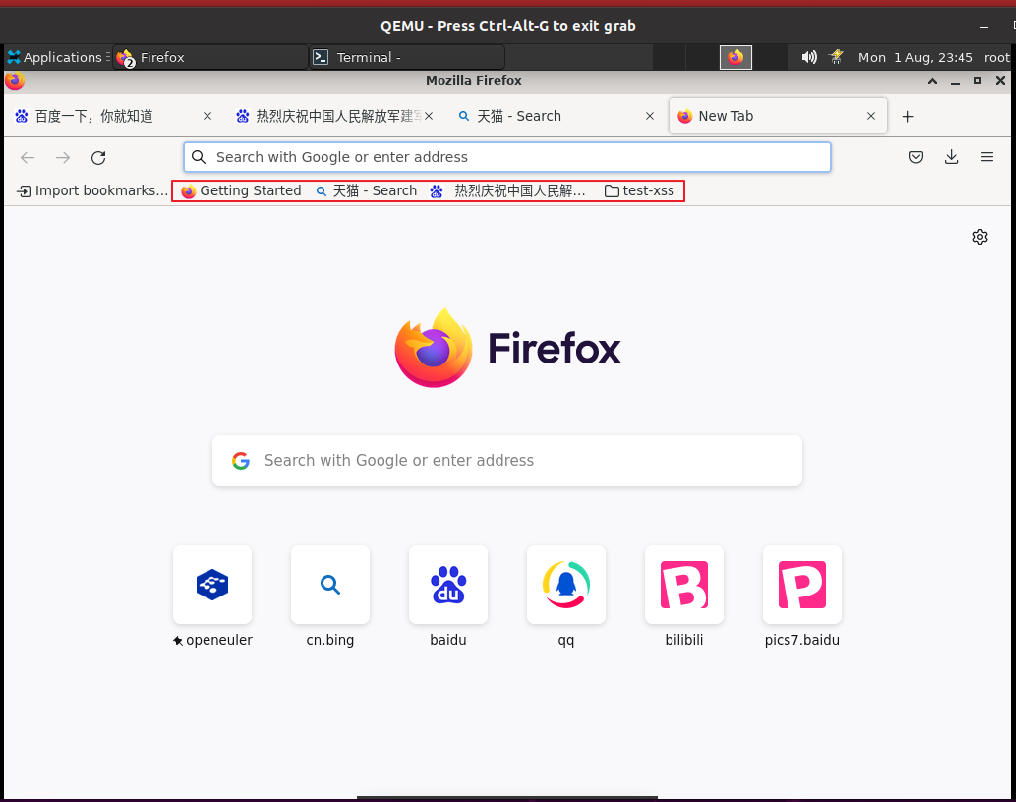 QEMU - Press Ctrl-Alt-G to exit grab
Applications Firefox Terminal - Mon 1 Aug, 23:45 root
2
Mozilla Firefox
百度一下，你就知道 热烈庆祝中国人民解放军建军 天猫 - Search New Tab
Search with Google or enter address
Import bookmarks... Getting Started 天猫 - Search 热烈庆祝中国人民解... test-xss
Firefox
Search with Google or enter address
du B P
openeuler cn.bing baidu qq bilibili pics7.baidu